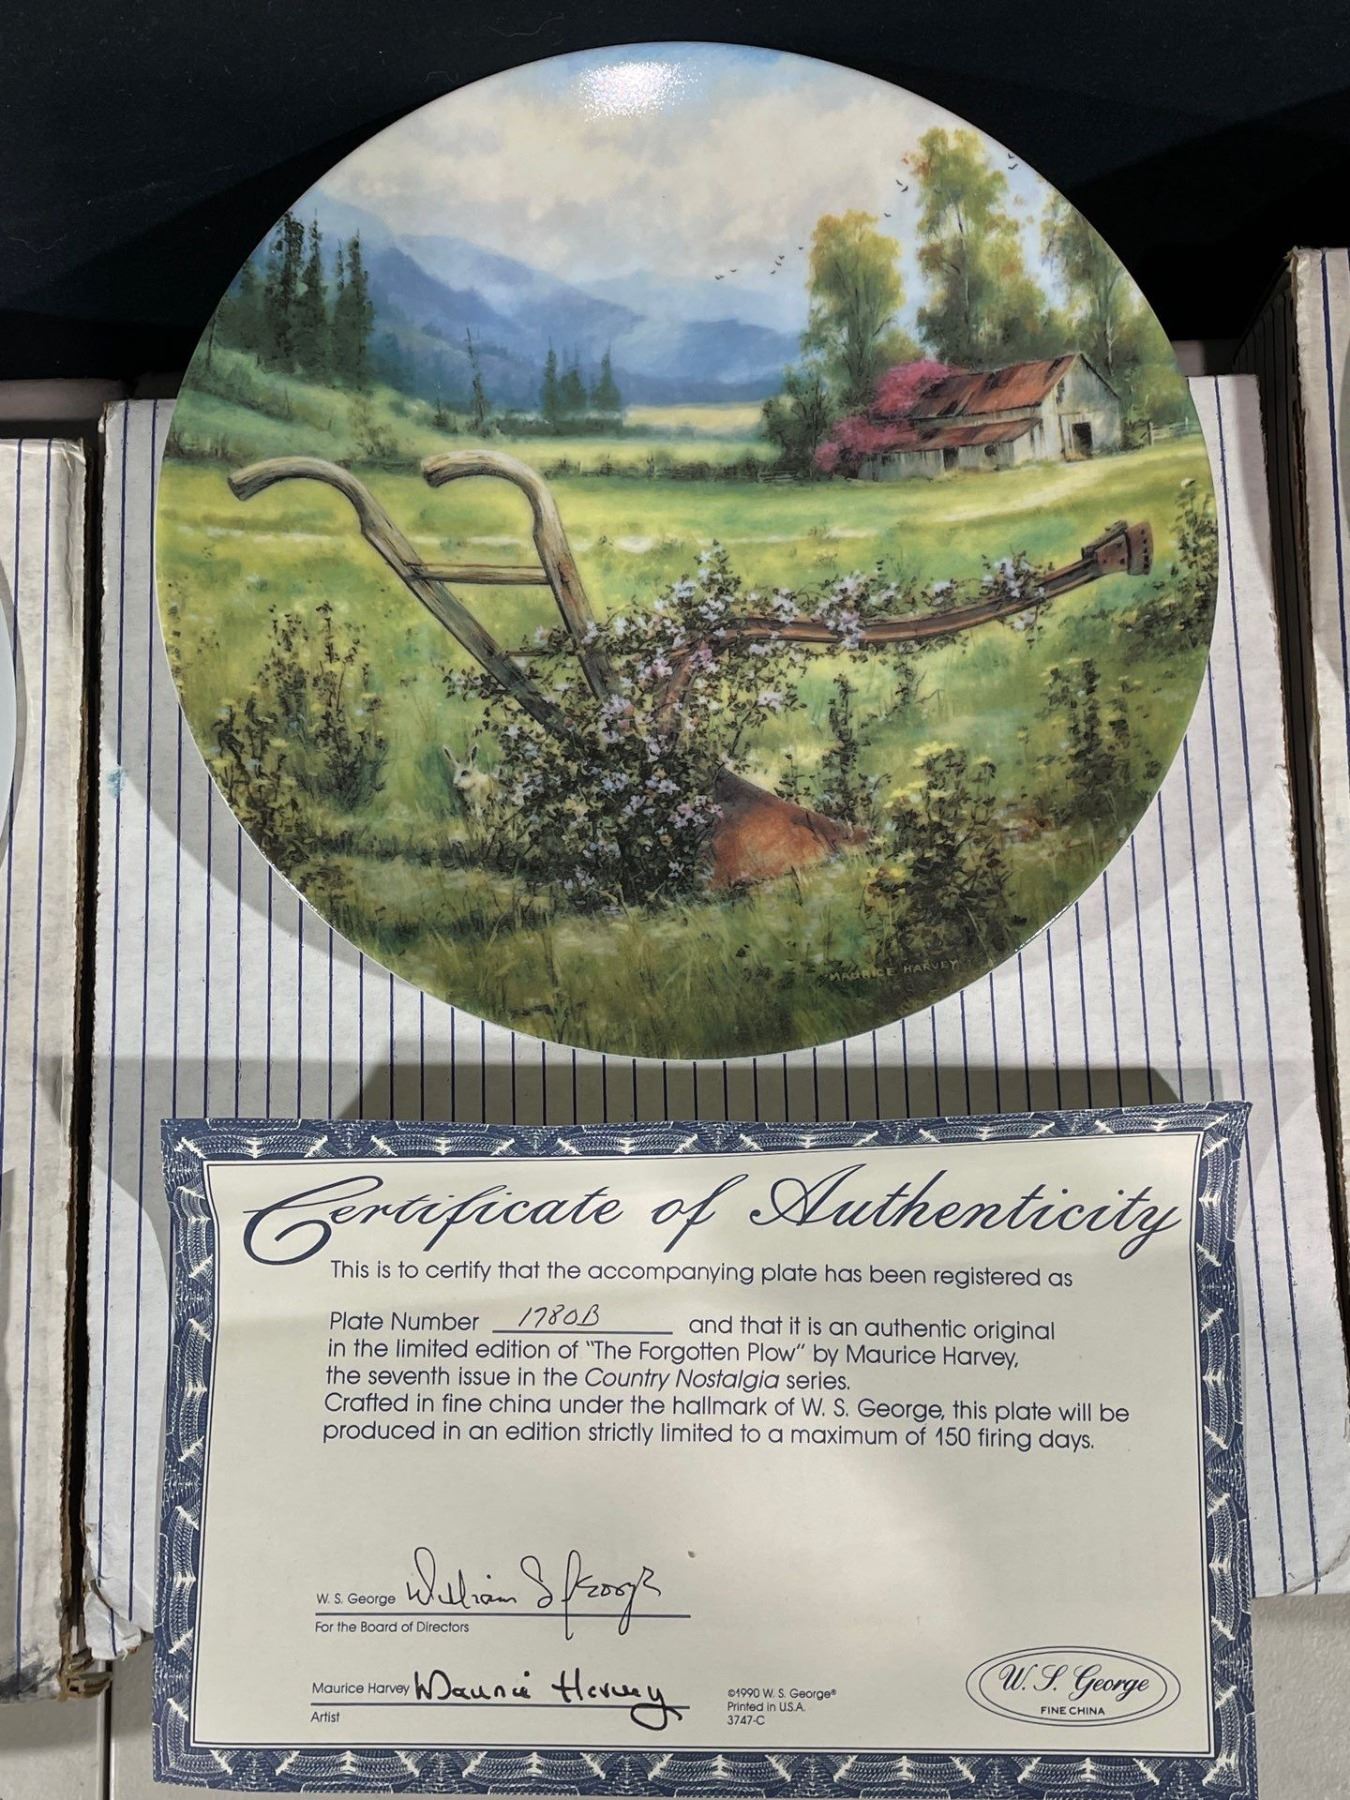 MAURICE HARVEY
Certificate of Authenticity
This is to certify that the accompanying plate has been registered as
Plate Number 1780B and that it is an authentic original
in the limited edition of "The Forgotten Plow" by Maurice Harvey,
the seventh issue in the Country Nostalgia series.
Crafted in fine china under the hallmark of W. S. George, this plate will be
produced in an edition strictly limited to a maximum of 150 firing days.
W. S. George William S George
For the Board of Directors
Maurice Harvey Maurice Harvey
Artist
©1990 W. S. George®
Printed in U.S.A.
3747-C
W. S. George
FINE CHINA